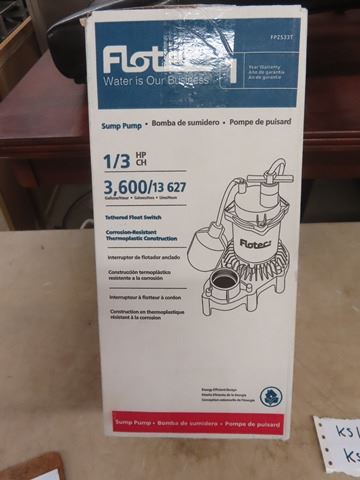 FP2533T
Flotec
Water is Our Business
1
Year Warranty
Año de garantía
An de garantie
Sump Pump • Bomba de sumidero • Pompe de puisard
1/3 HP
CH
3,600/13 627
Gallons/Hour • Galones/Hora • Litres/Heure
Tethered Float Switch
Corrosion-Resistant
Thermoplastic Construction
Interruptor de flotador anclado
Construcción termoplástica
resistente a la corrosión
Interrupteur à flotteur à cordon
Construction en thermoplastique
résistant à la corrosion
Flotec
Energy Efficient Design
Sump Pump • Bomba de sumidero • Pompe de puisard
KS
KS